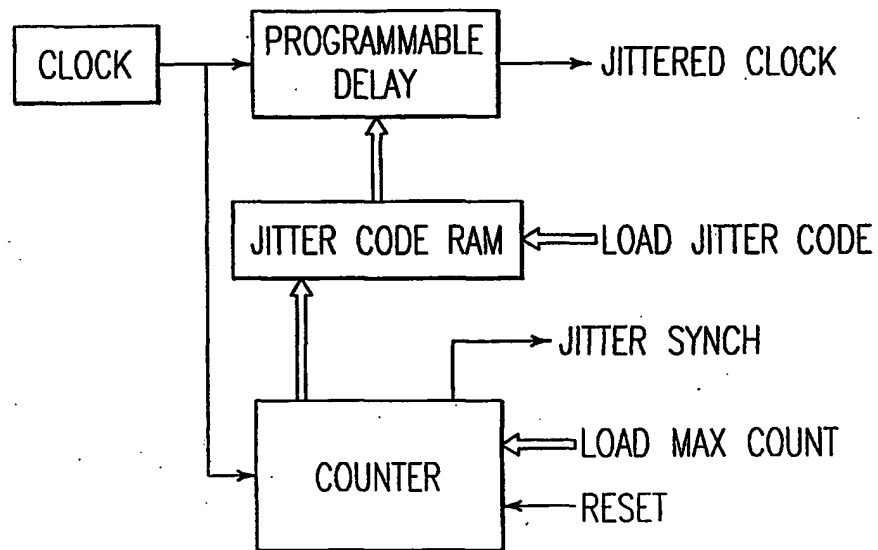 CLOCK
PROGRAMMABLE
DELAY
JITTERED CLOCK
JITTER CODE RAM
LOAD JITTER CODE
JITTER SYNCH
COUNTER
LOAD MAX COUNT
RESET